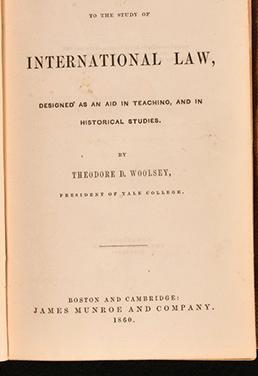 TO THE STUDY OF
INTERNATIONAL LAW,
DESIGNED AS AN AID IN TEACHING, AND IN
HISTORICAL STUDIES.
BY
THEODORE D. WOOLSEY,
PRESIDENT OF YALE COLLEGE.
BOSTON AND CAMBRIDGE:
JAMES MUNROE AND COMPANY.
1860.